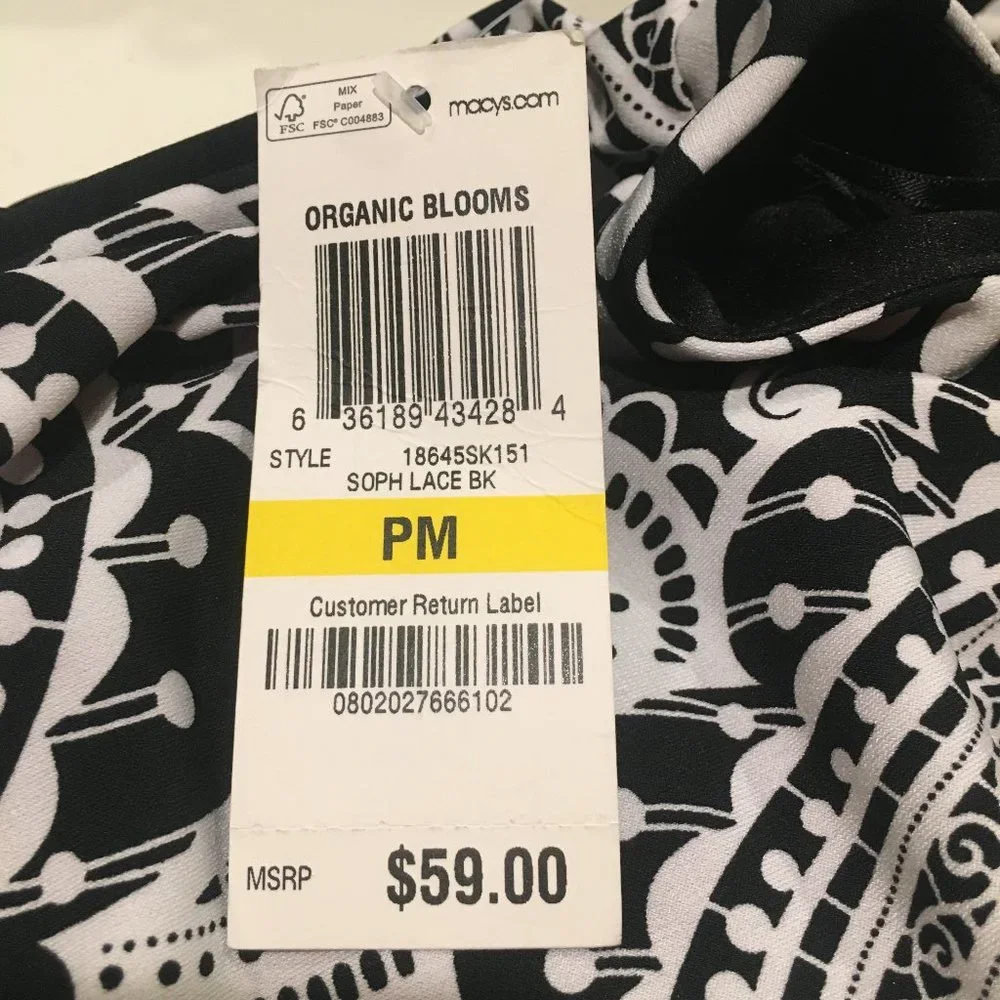 MIX
Paper
FSC® C004883
FSC
macys.com
ORGANIC BLOOMS
6 36189 43428 4
STYLE 18645SK151
SOPH LACE BK
PM
Customer Return Label
0802027666102
MSRP $59.00